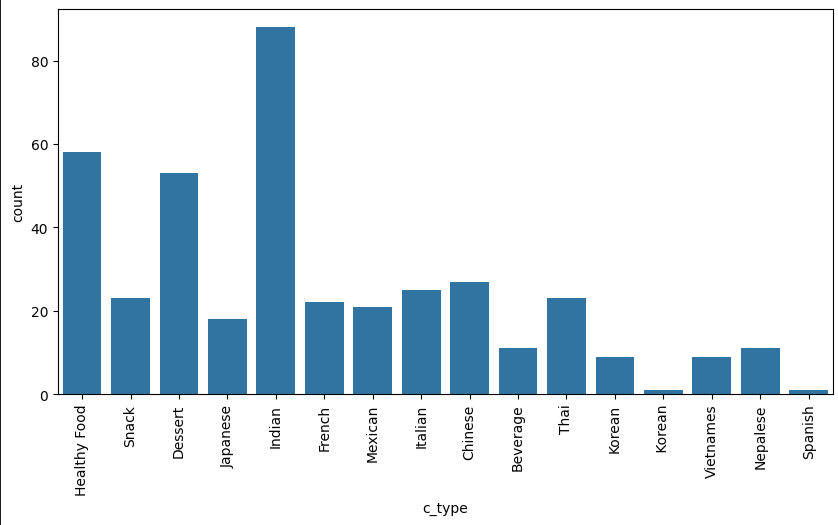 count
80
60
40
20
0
Healthy Food
Snack
Dessert
Japanese
Indian
French
Mexican
Italian
Chinese
Beverage
Thai
Korean
Korean
Vietnames
Nepalese
Spanish
c_type